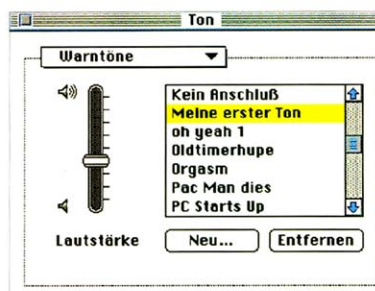 Ton
Warntöne
Kein Anschluß
Meine erster Ton
oh yeah 1
Oldtimerhupe
Orgasm
Pac Man dies
PC Starts Up
Lautstärke
Neu...
Entfernen